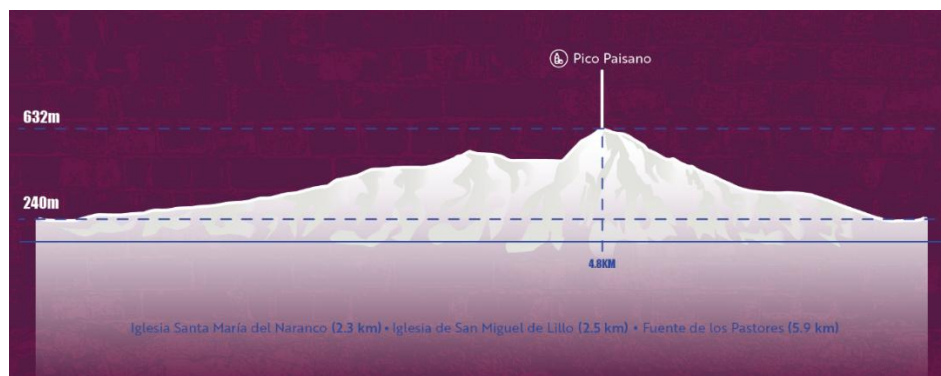 Pico Paisano
632m
240m
4.8KM
Iglesia Santa María del Naranco (2.3 km) • Iglesia de San Miguel de Lillo (2.5 km) • Fuente de los Pastores (5.9 km)